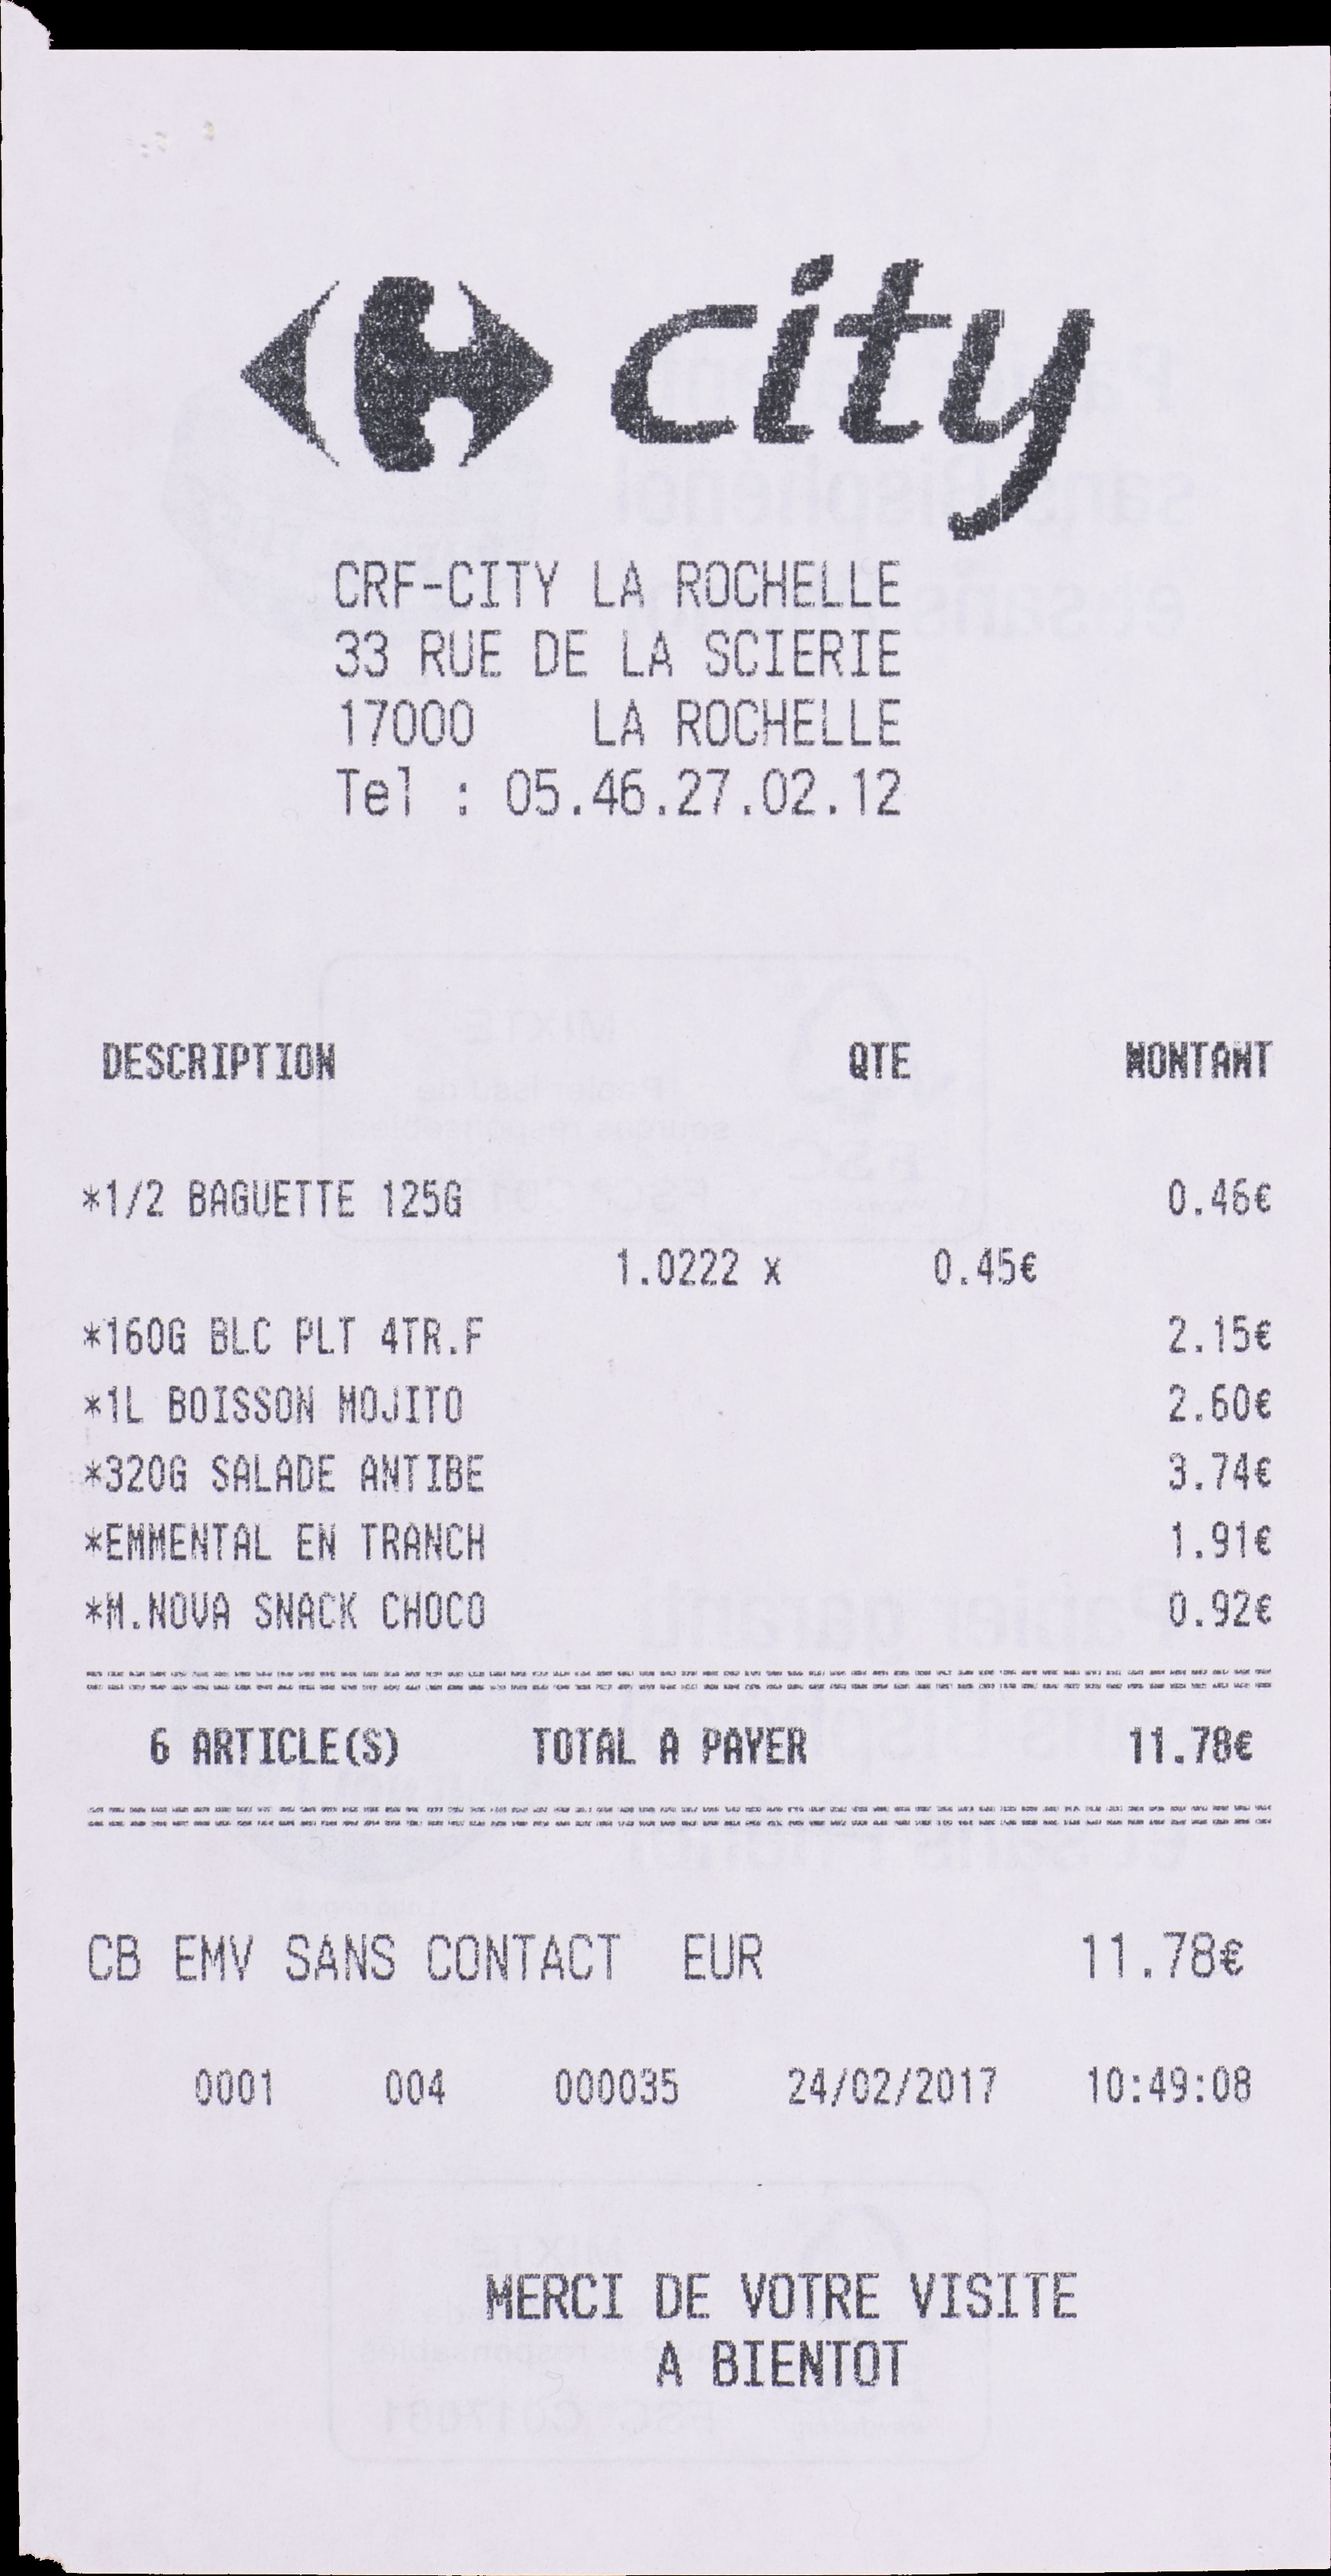 city
CRF-CITY LA ROCHELLE
33 RUE DE LA SCIERIE
17000 LA ROCHELLE
Tel : 05.46.27.02.12
DESCRIPTION QTE MONTANT
*1/2 BAGUETTE 125G 0.46€
1.0222 x 0.45€
*160G BLC PLT 4TR.F 2.15€
*1L BOISSON MOJITO 2.60€
*320G SALADE ANTIBE 3.74€
*EMMENTAL EN TRANCH 1.91€
*M.NOVA SNACK CHOCO 0.92€
6 ARTICLE(S) TOTAL A PAYER 11.78€
CB EMV SANS CONTACT EUR 11.78€
0001 004 000035 24/02/2017 10:49:08
MERCI DE VOTRE VISITE
A BIENTOT